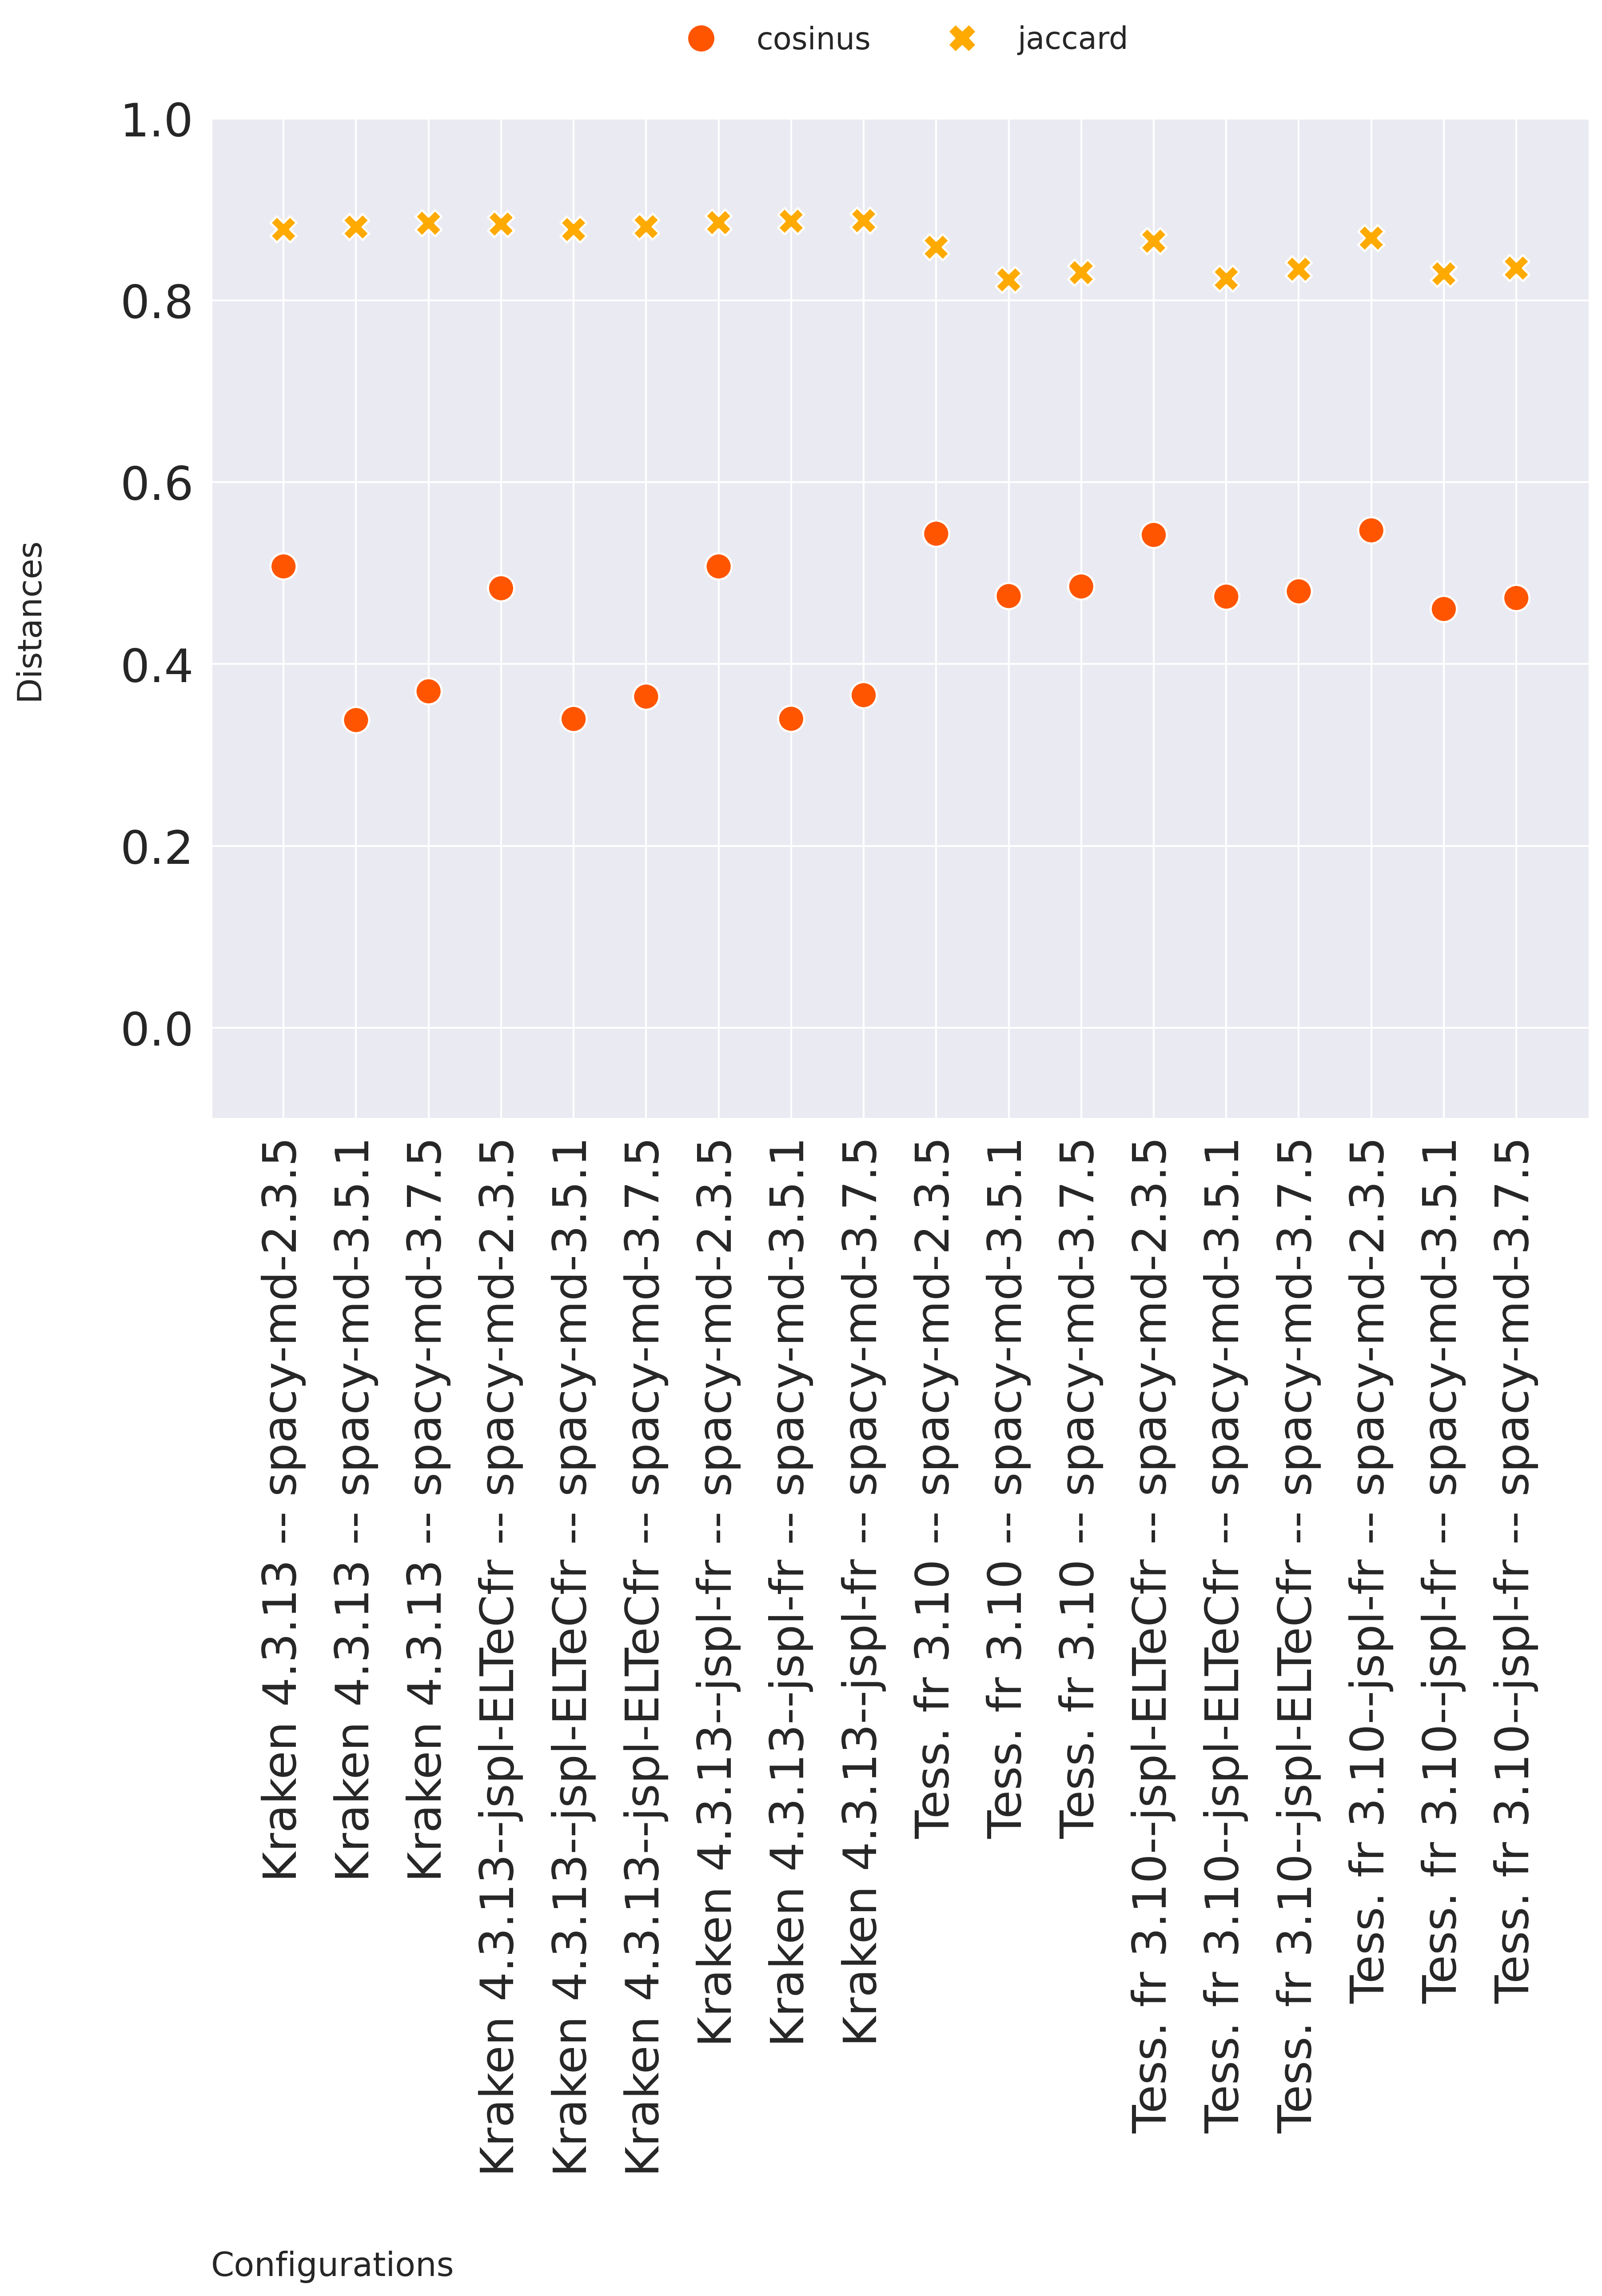 cosinus jaccard
1.0
0.8
0.6
0.4
0.2
0.0
Distances
Kraken 4.3.13 -- spacy-md-2.3.5
Kraken 4.3.13 -- spacy-md-3.5.1
Kraken 4.3.13 -- spacy-md-3.7.5
Kraken 4.3.13--jspl-ELTeCfr -- spacy-md-2.3.5
Kraken 4.3.13--jspl-ELTeCfr -- spacy-md-3.5.1
Kraken 4.3.13--jspl-ELTeCfr -- spacy-md-3.7.5
Kraken 4.3.13--jspl-fr -- spacy-md-2.3.5
Kraken 4.3.13--jspl-fr -- spacy-md-3.5.1
Kraken 4.3.13--jspl-fr -- spacy-md-3.7.5
Tess. fr 3.10 -- spacy-md-2.3.5
Tess. fr 3.10 -- spacy-md-3.5.1
Tess. fr 3.10 -- spacy-md-3.7.5
Tess. fr 3.10--jspl-ELTeCfr -- spacy-md-2.3.5
Tess. fr 3.10--jspl-ELTeCfr -- spacy-md-3.5.1
Tess. fr 3.10--jspl-ELTeCfr -- spacy-md-3.7.5
Tess. fr 3.10--jspl-fr -- spacy-md-2.3.5
Tess. fr 3.10--jspl-fr -- spacy-md-3.5.1
Tess. fr 3.10--jspl-fr -- spacy-md-3.7.5
Configurations